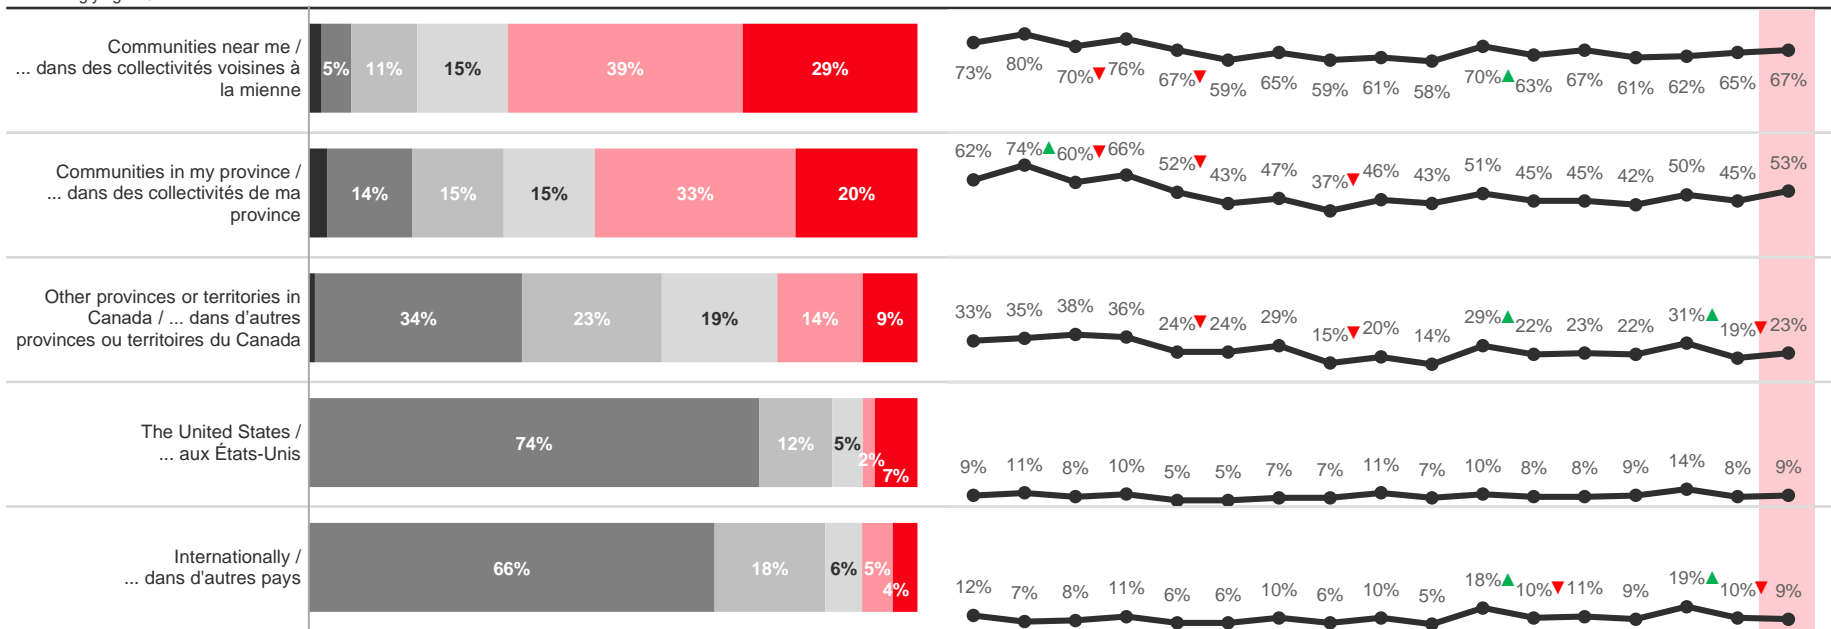 Communities near me /
... dans des collectivités voisines à
la mienne
5% 11% 15% 39% 29%
73% 80% 70%▼ 76% 67%▼ 59% 65% 59% 61% 58% 70%▲ 63% 67% 61% 62% 65% 67%
Communities in my province /
... dans des collectivités de ma
province
14% 15% 15% 33% 20%
62% 74%▲ 60%▼ 66% 52%▼ 43% 47% 37%▼ 46% 43% 51% 45% 45% 42% 50% 45% 53%
Other provinces or territories in
Canada / ... dans d'autres
provinces ou territoires du Canada
34% 23% 19% 14% 9%
33% 35% 38% 36% 24%▼ 24% 29% 15%▼ 20% 14% 29%▲ 22% 23% 22% 31%▲ 19%▼ 23%
The United States /
... aux États-Unis
74% 12% 5% 2% 7%
9% 11% 8% 10% 5% 5% 7% 7% 11% 7% 10% 8% 8% 9% 14% 8% 9%
Internationally /
... dans d'autres pays
66% 18% 6% 5% 4%
12% 7% 8% 11% 6% 6% 10% 6% 10% 5% 18%▲ 10%▼ 11% 9% 19%▲ 10%▼ 9%